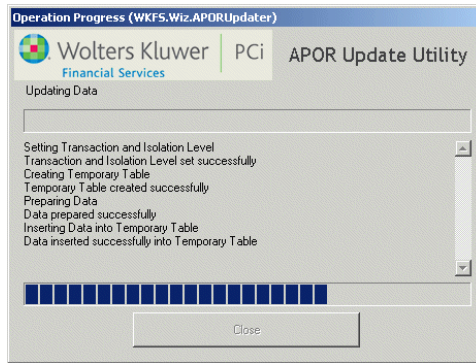 Operation Progress (WKFS.Wiz.APORUpdater)
Wolters Kluwer PCi
Financial Services
APOR Update Utility
Updating Data
Setting Transaction and Isolation Level
Transaction and Isolation Level set successfully
Creating Temporary Table
Temporary Table created successfully
Preparing Data
Data prepared successfully
Inserting Data into Temporary Table
Data inserted successfully into Temporary Table
Close